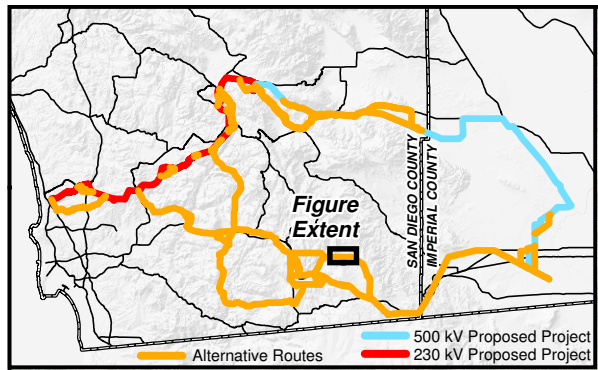 Figure
Extent
SAN DIEGO COUNTY
IMPERIAL COUNTY
500 kV Proposed Project
Alternative Routes
230 kV Proposed Project